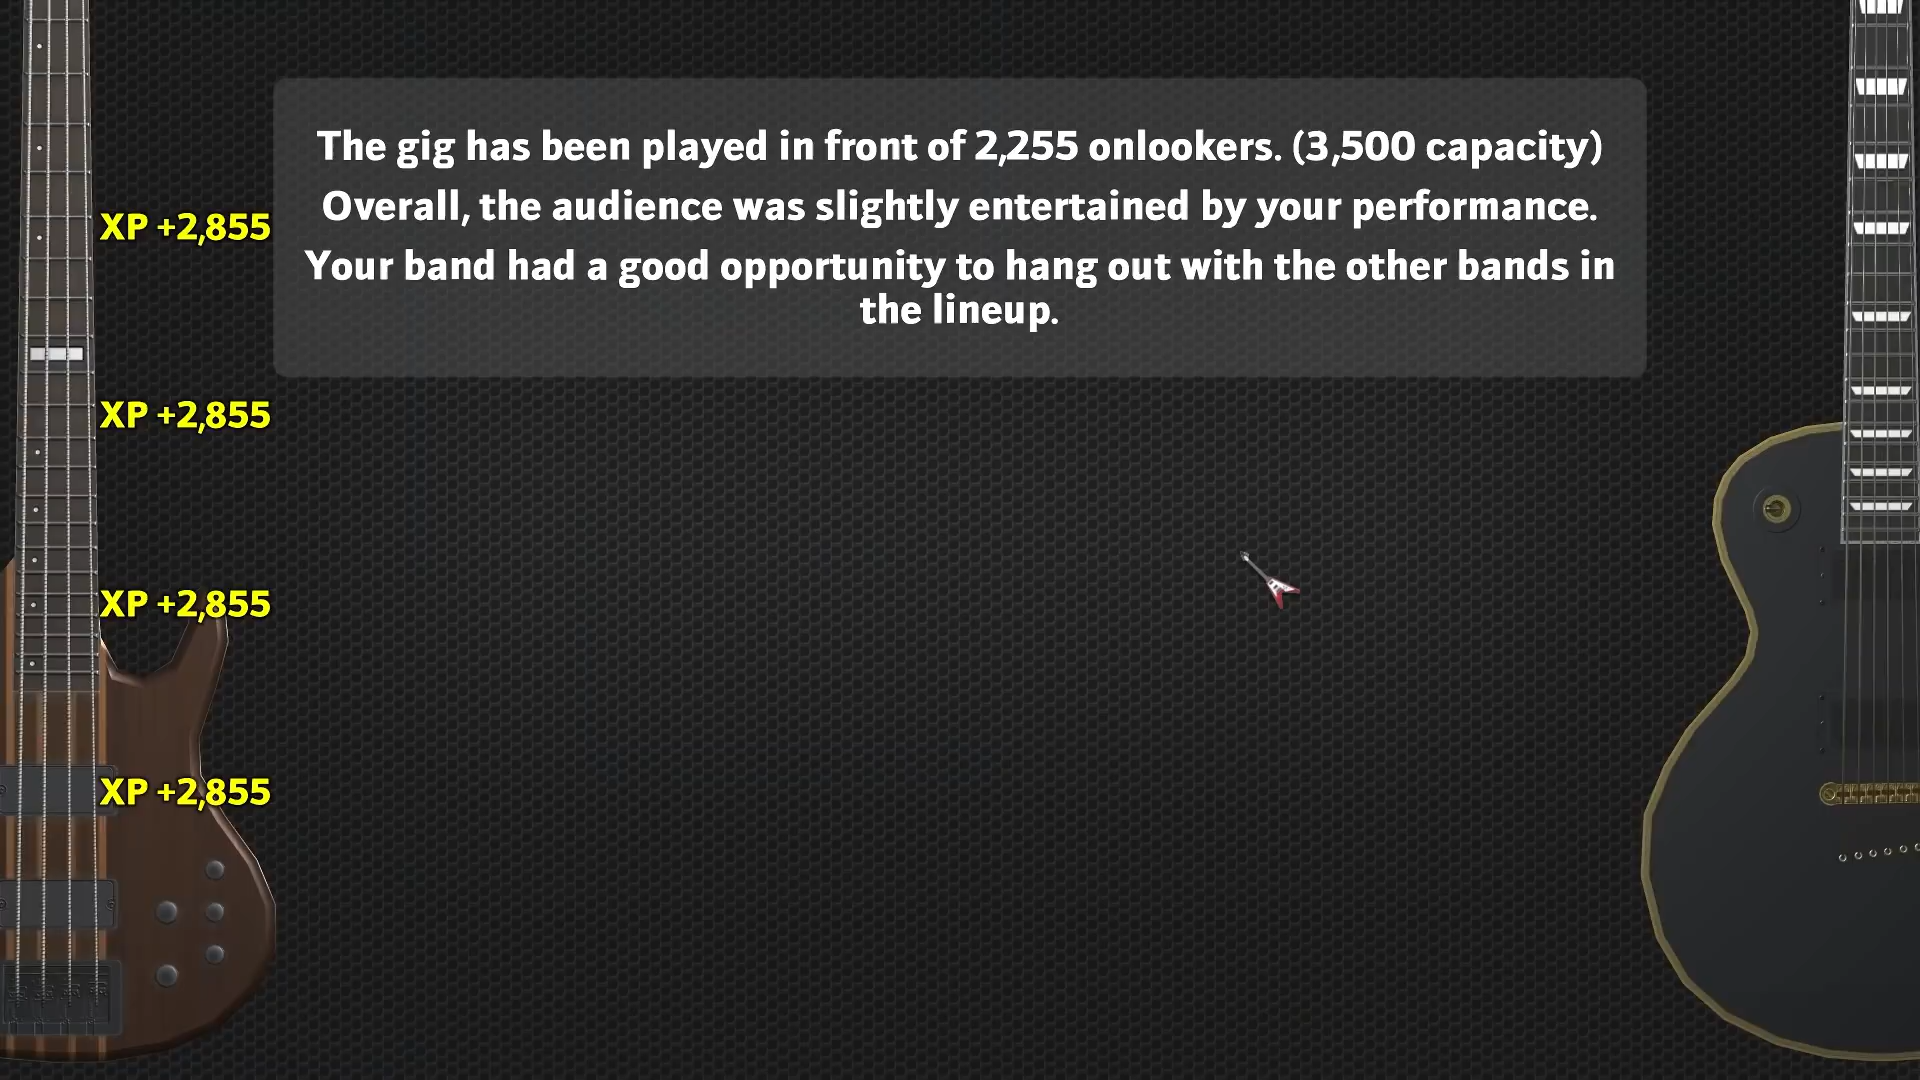 The gig has been played in front of 2,255 onlookers. (3,500 capacity)
Overall, the audience was slightly entertained by your performance.
Your band had a good opportunity to hang out with the other bands in
the lineup.
XP +2,855
XP +2,855
XP +2,855
XP +2,855